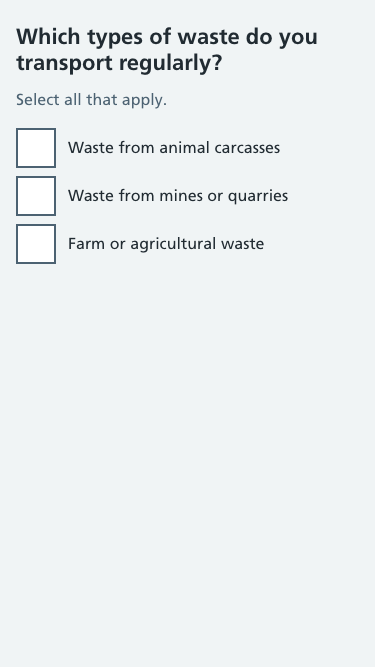 Which types of waste do you
transport regularly?
Select all that apply.
Waste from animal carcasses
Waste from mines or quarries
Farm or agricultural waste